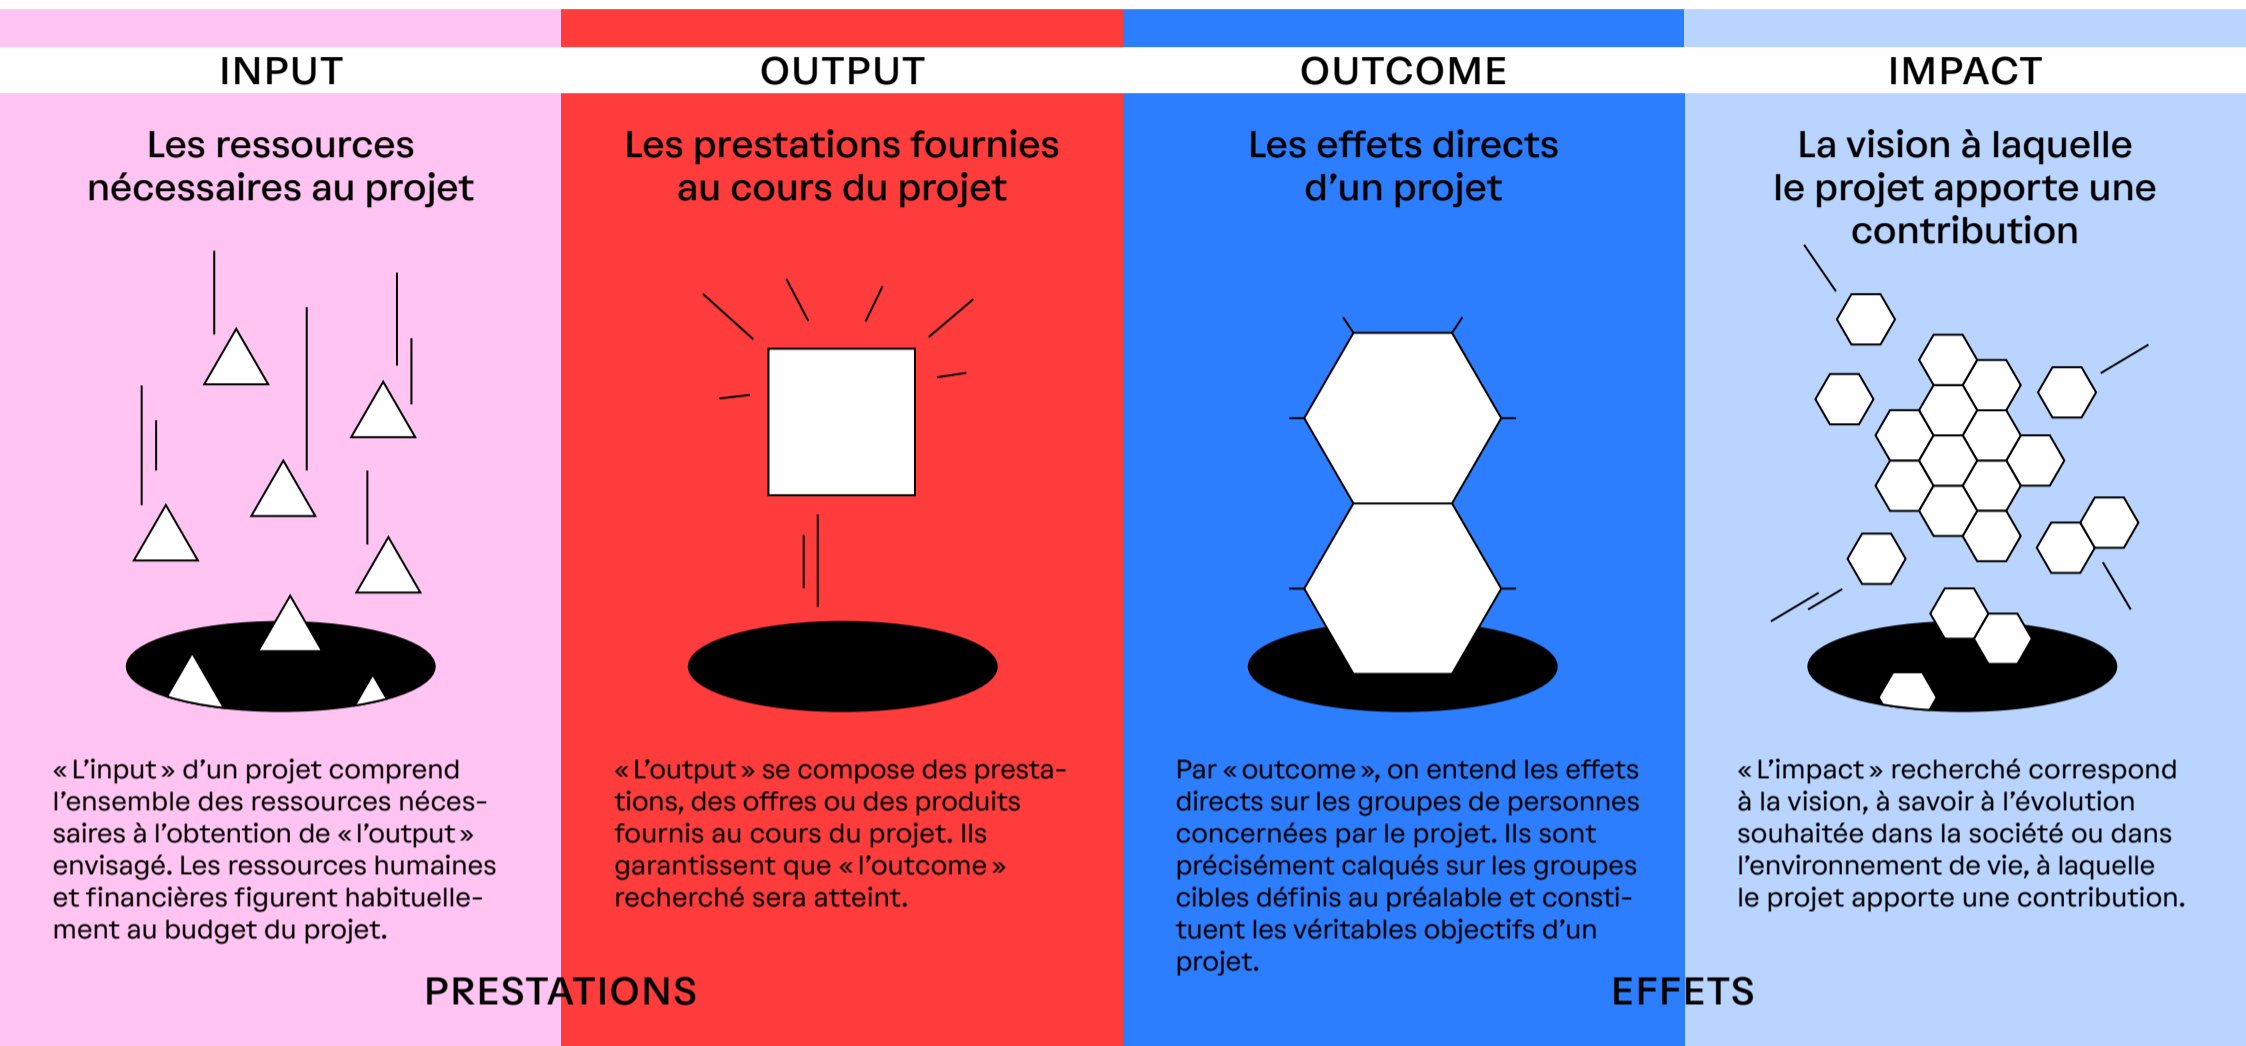 INPUT
Les ressources
nécessaires au projet
« L’input » d’un projet comprend
l’ensemble des ressources néces-
saires à l’obtention de « l’output »
envisagé. Les ressources humaines
et financières figurent habituelle-
ment au budget du projet.
OUTPUT
Les prestations fournies
au cours du projet
« L’output » se compose des presta-
tions, des offres ou des produits
fournis au cours du projet. Ils
garantissent que « l’outcome »
recherché sera atteint.
PRESTATIONS
OUTCOME
Les effets directs
d’un projet
Par « outcome », on entend les effets
directs sur les groupes de personnes
concernées par le projet. Ils sont
précisément calqués sur les groupes
cibles définis au préalable et consti-
tuent les véritables objectifs d’un
projet.
IMPACT
La vision à laquelle
le projet apporte une
contribution
« L’impact » recherché correspond
à la vision, à savoir à l’évolution
souhaitée dans la société ou dans
l’environnement de vie, à laquelle
le projet apporte une contribution.
EFFETS